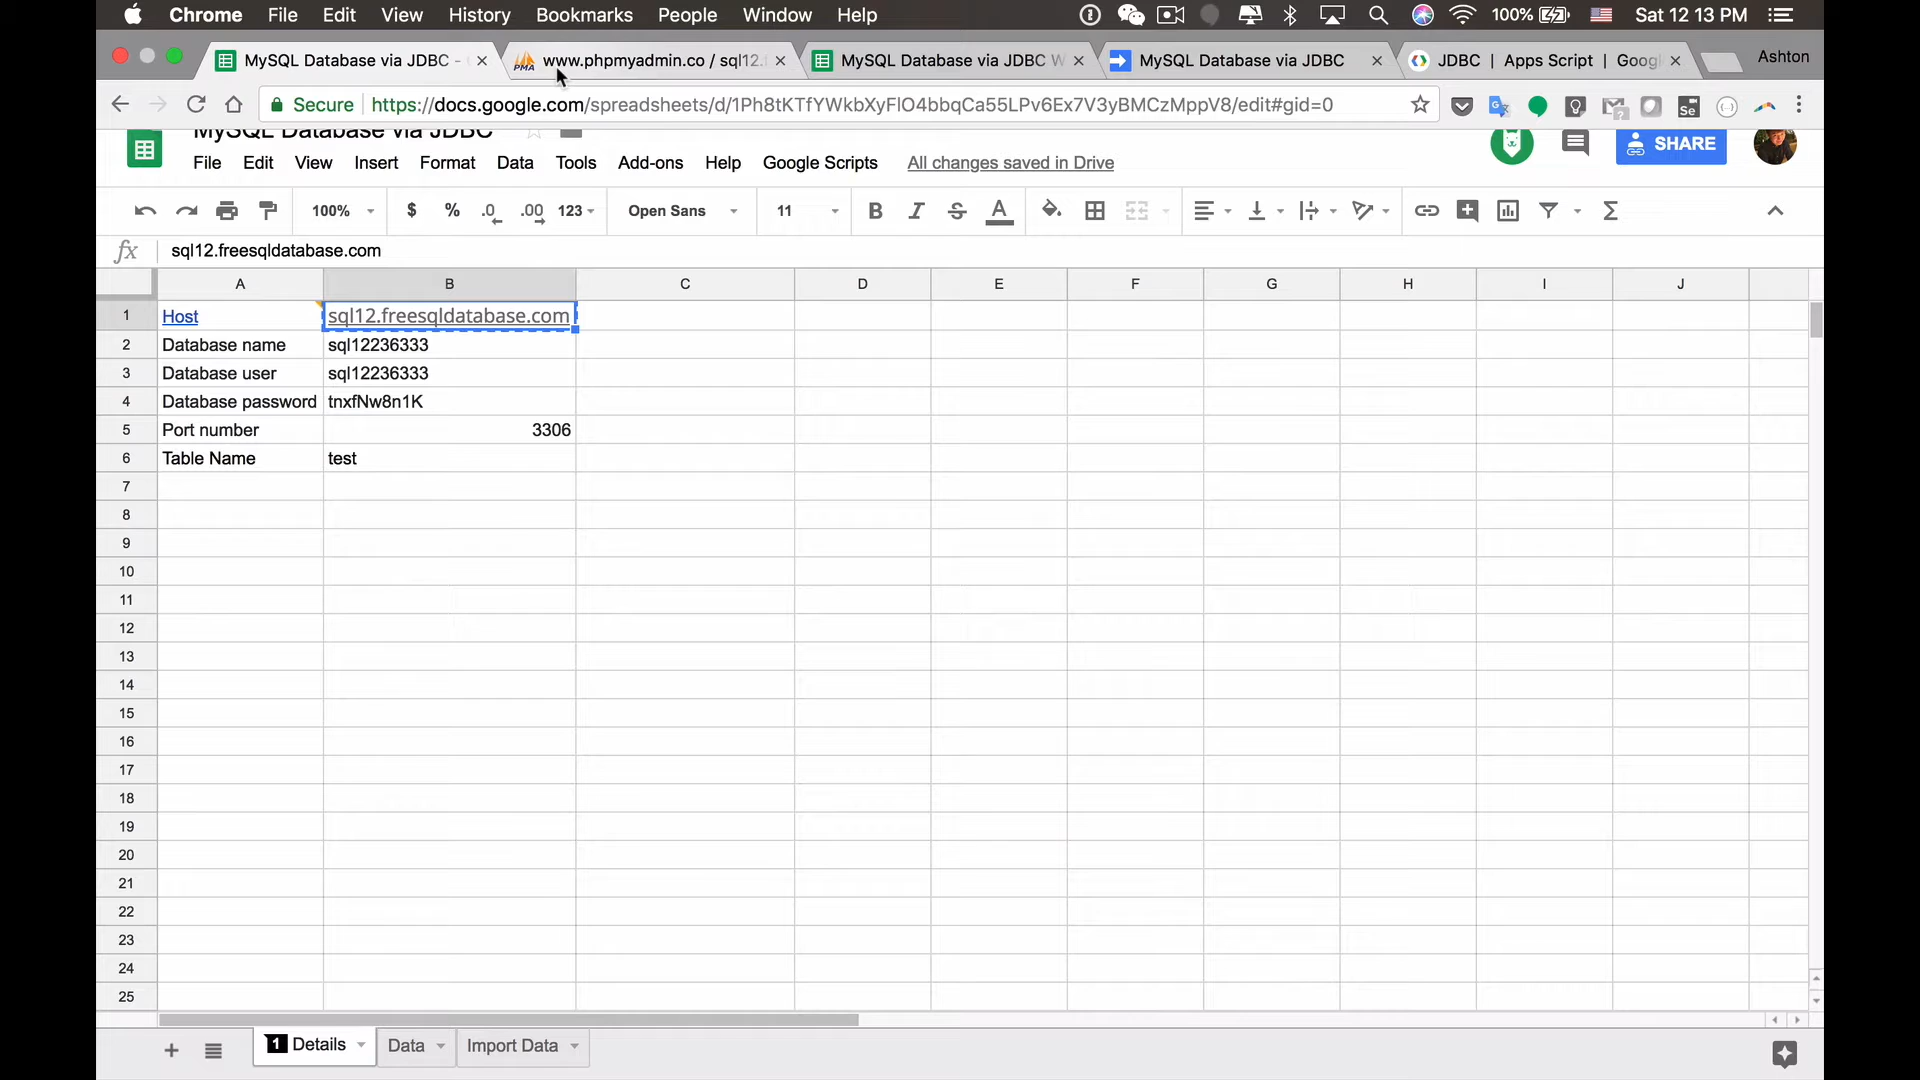 Chrome File Edit View History Bookmarks People Window Help 100% Sat 12 13 PM
MySQL Database via JDBC - www.phpmyadmin.co / sql12. MySQL Database via JDBC W MySQL Database via JDBC JDBC | Apps Script | Googl Ashton
Secure https://docs.google.com/spreadsheets/d/1Ph8tKTfYWkbXyFlO4bbqCa55LPv6Ex7V3yBMCzMppV8/edit#gid=0
MySQL Database via JDBC
File Edit View Insert Format Data Tools Add-ons Help Google Scripts All changes saved in Drive SHARE
100% $ % .0 .00 123 Open Sans 11 B I S A
fx sql12.freesqldatabase.com
A B C D E F G H I J
1 Host sql12.freesqldatabase.com
2 Database name sql12236333
3 Database user sql12236333
4 Database password tnxfNw8n1K
5 Port number 3306
6 Table Name test
7
8
9
10
11
12
13
14
15
16
17
18
19
20
21
22
23
24
25
1 Details Data Import Data